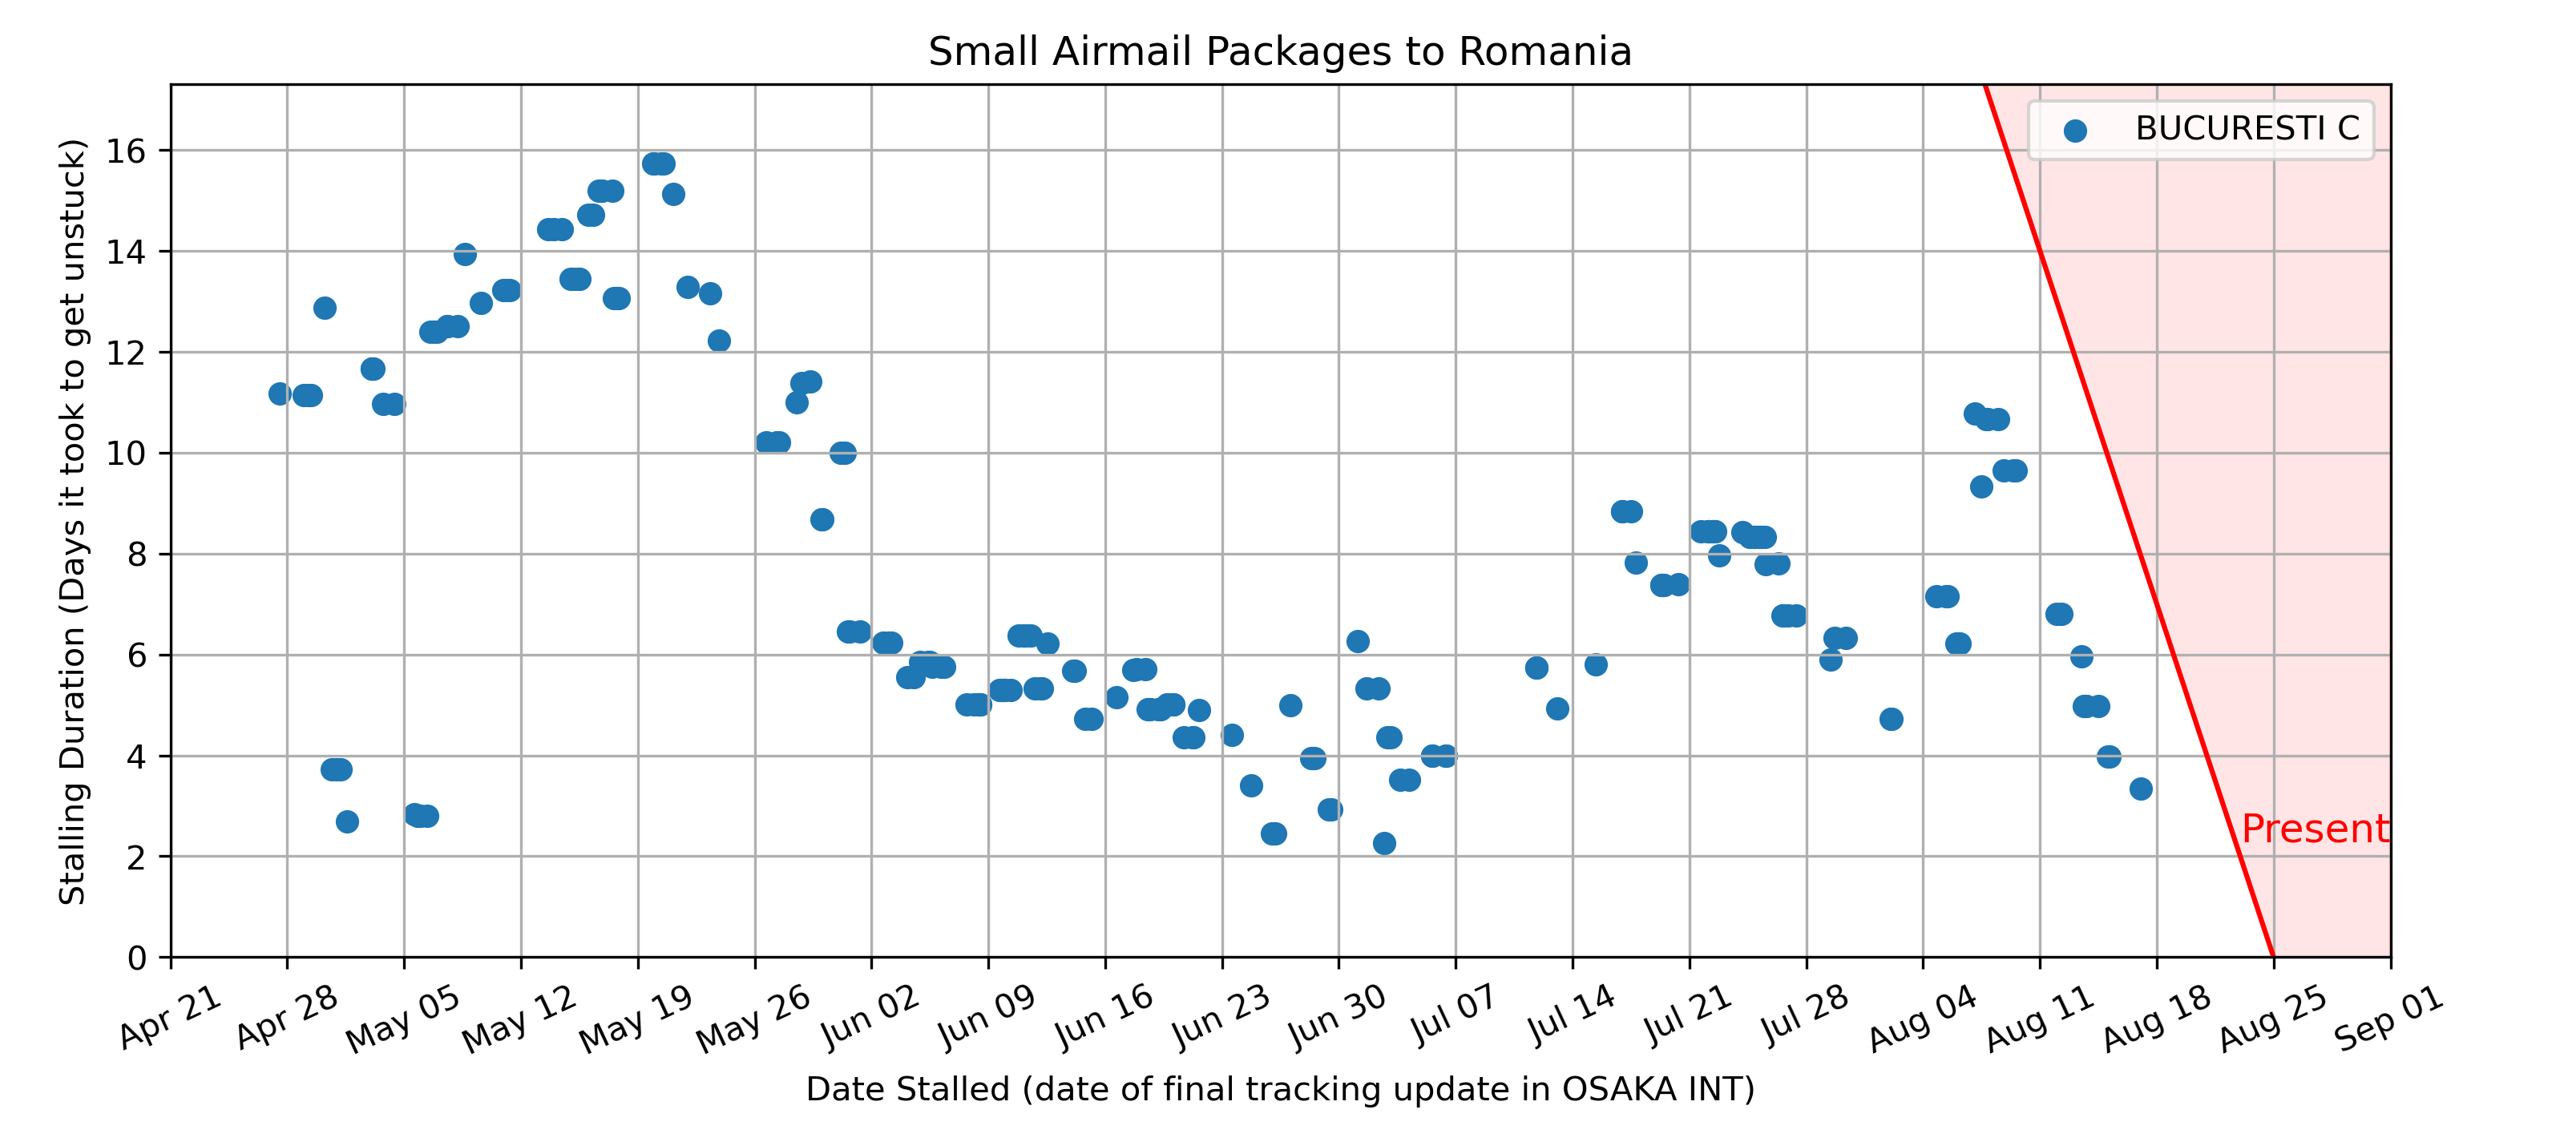 Small Airmail Packages to Romania
BUCURESTI C
Stalling Duration (Days it took to get unstuck)
16
14
12
10
8
6
4
2
0
Present
Apr 21
Apr 28
May 05
May 12
May 19
May 26
Jun 02
Jun 09
Jun 16
Jun 23
Jun 30
Jul 07
Jul 14
Jul 21
Jul 28
Aug 04
Aug 11
Aug 18
Aug 25
Sep 01
Date Stalled (date of final tracking update in OSAKA INT)